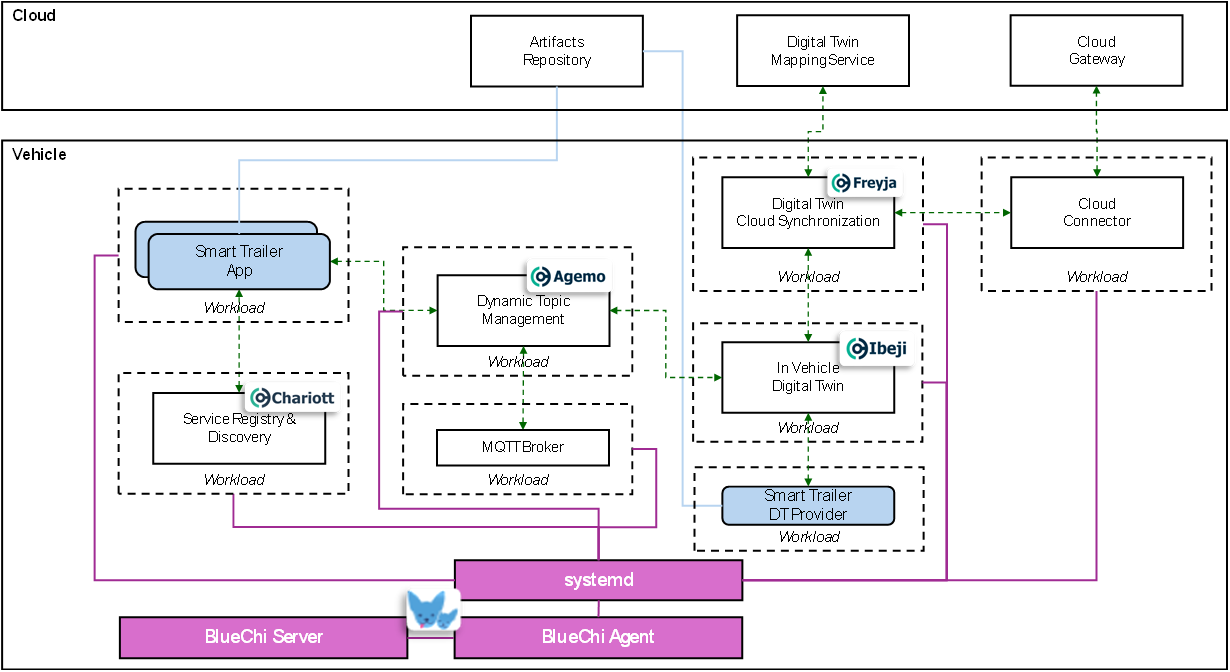 Cloud
Artifacts
Repository
Digital Twin
Mapping Service
Cloud
Gateway
Vehicle
Freyja
Digital Twin
Cloud Synchronization
Workload
Cloud
Connector
Workload
Smart Trailer
App
Workload
Agemo
Dynamic Topic
Management
Workload
Ibeji
In Vehicle
Digital Twin
Workload
Chariott
Service Registry &
Discovery
Workload
MQTT Broker
Workload
Smart Trailer
DT Provider
Workload
systemd
BlueChi Server
BlueChi Agent